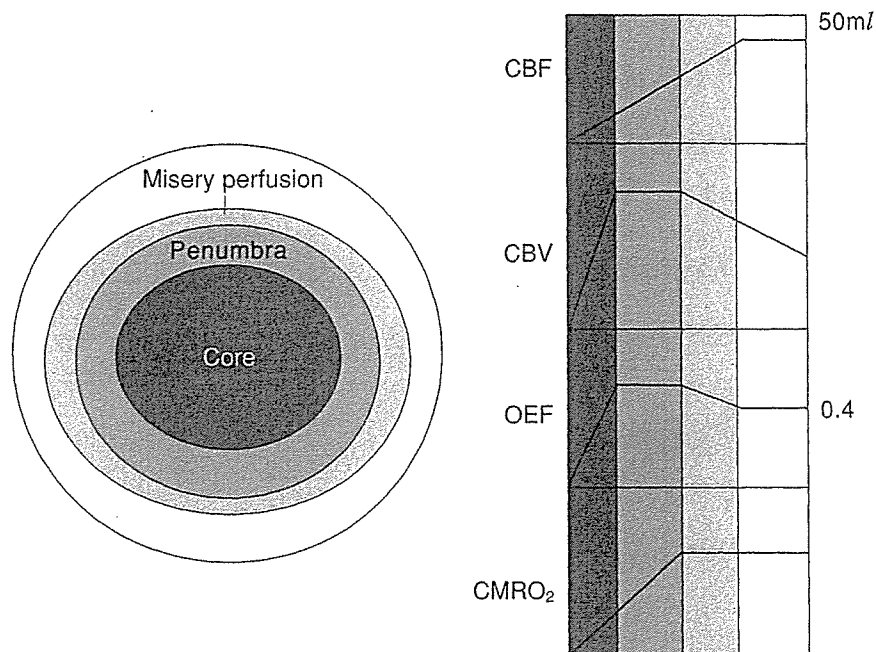 Misery perfusion
Penumbra
Core
CBF
50ml
CBV
OEF
0.4
CMRO₂